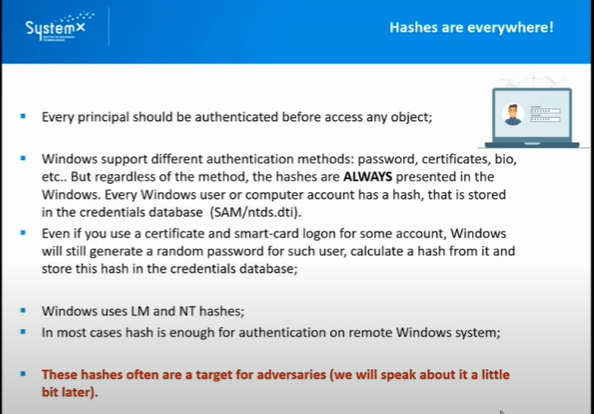 Systemx
Hashes are everywhere!
Every principal should be authenticated before access any object;
Windows support different authentication methods: password, certificates, bio,
etc.. But regardless of the method, the hashes are ALWAYS presented in the
Windows. Every Windows user or computer account has a hash, that is stored
in the credentials database (SAM/ntds.dti).
Even if you use a certificate and smart-card logon for some account, Windows
will still generate a random password for such user, calculate a hash from it and
store this hash in the credentials database;
Windows uses LM and NT hashes;
In most cases hash is enough for authentication on remote Windows system;
These hashes often are a target for adversaries (we will speak about it a little
bit later).